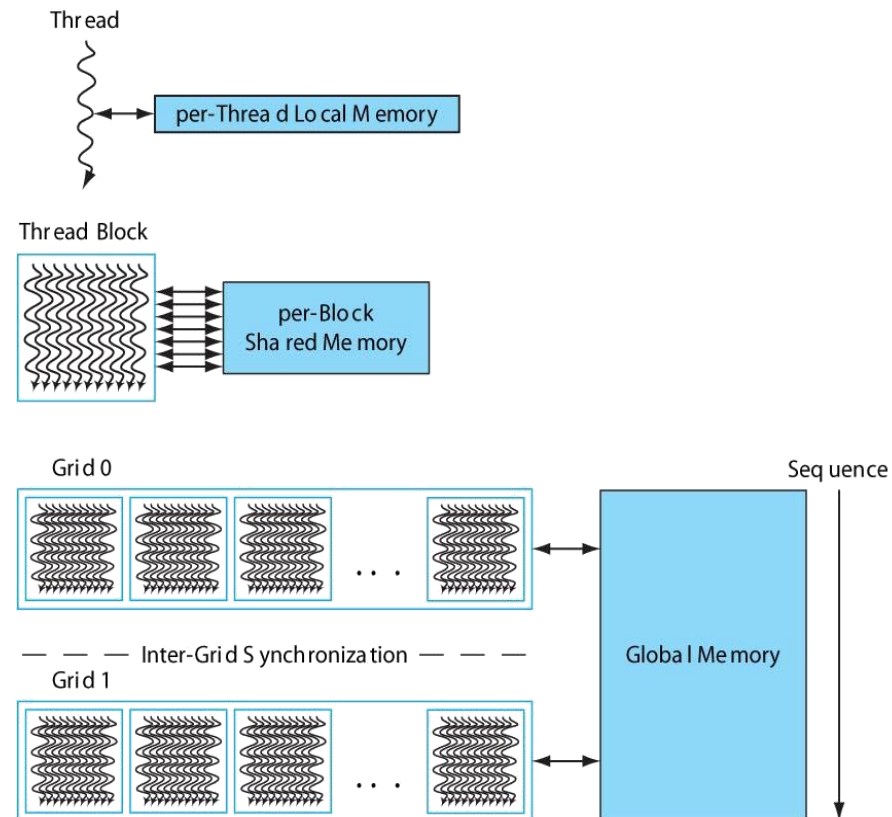 Thread
per-Thread Local Memory
Thread Block
per-Block
Shared Memory
Grid 0
Sequence
. . .
Inter-Grid Synchronization
Global Memory
Grid 1
. . .